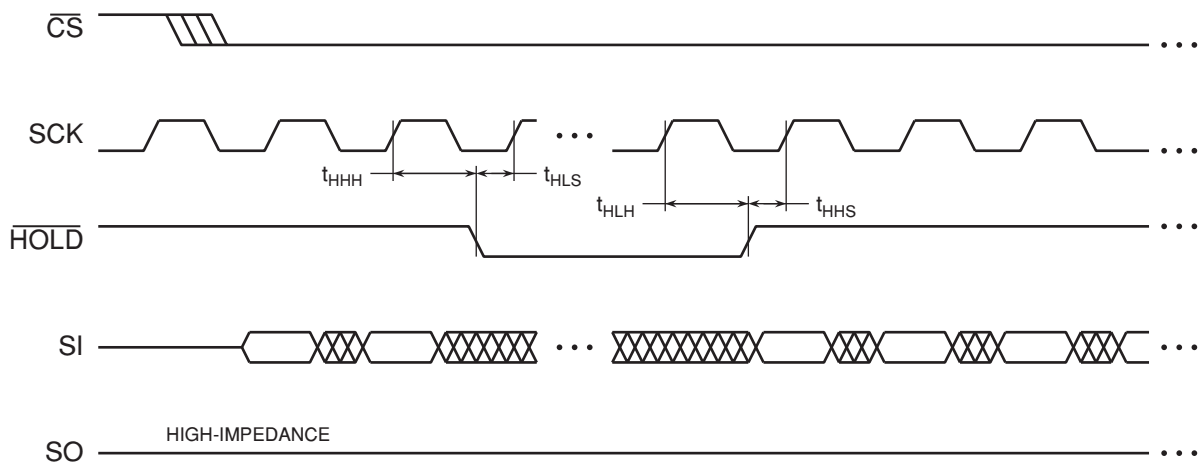 CS
SCK
tHHH
tHLS
tHLH
tHHS
HOLD
SI
HIGH-IMPEDANCE
SO